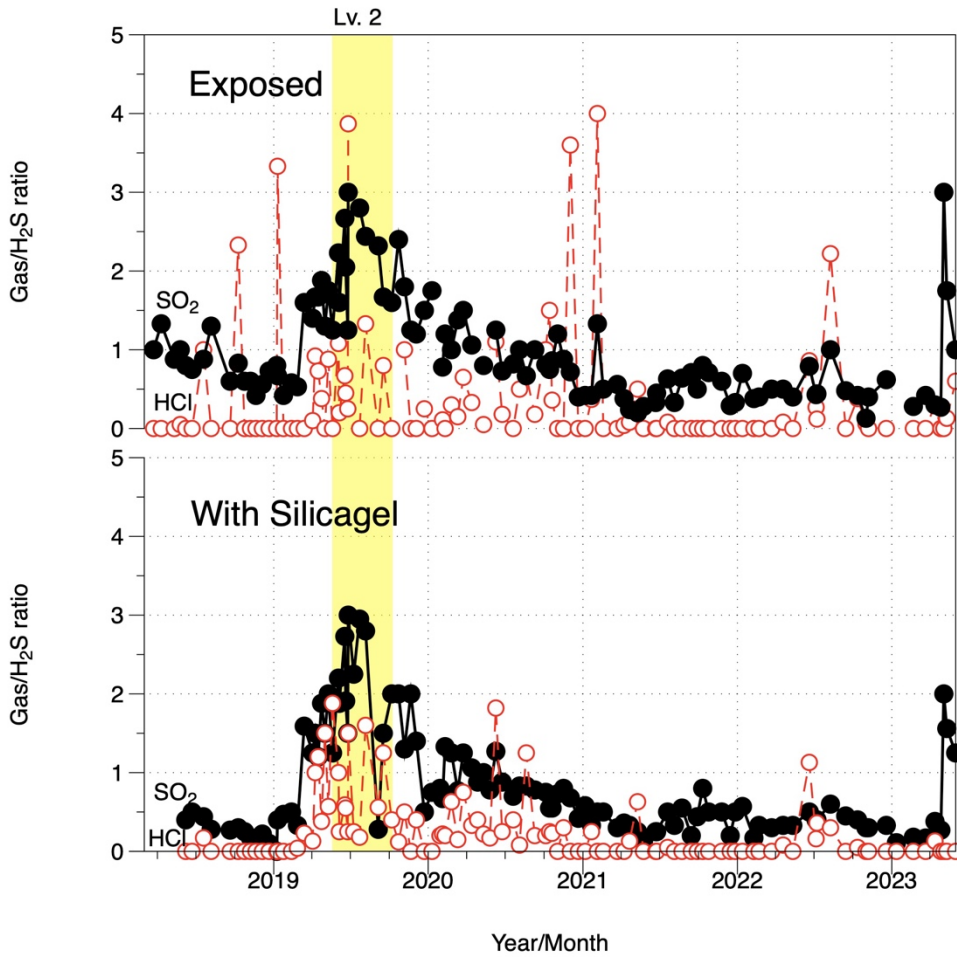 Lv. 2
5
Exposed
4
3
2
SO₂
1
HCl
0
Gas/H₂S ratio
5
With Silicagel
4
3
2
1
SO₂
HCl
0
Gas/H₂S ratio
2019 2020 2021 2022 2023
Year/Month